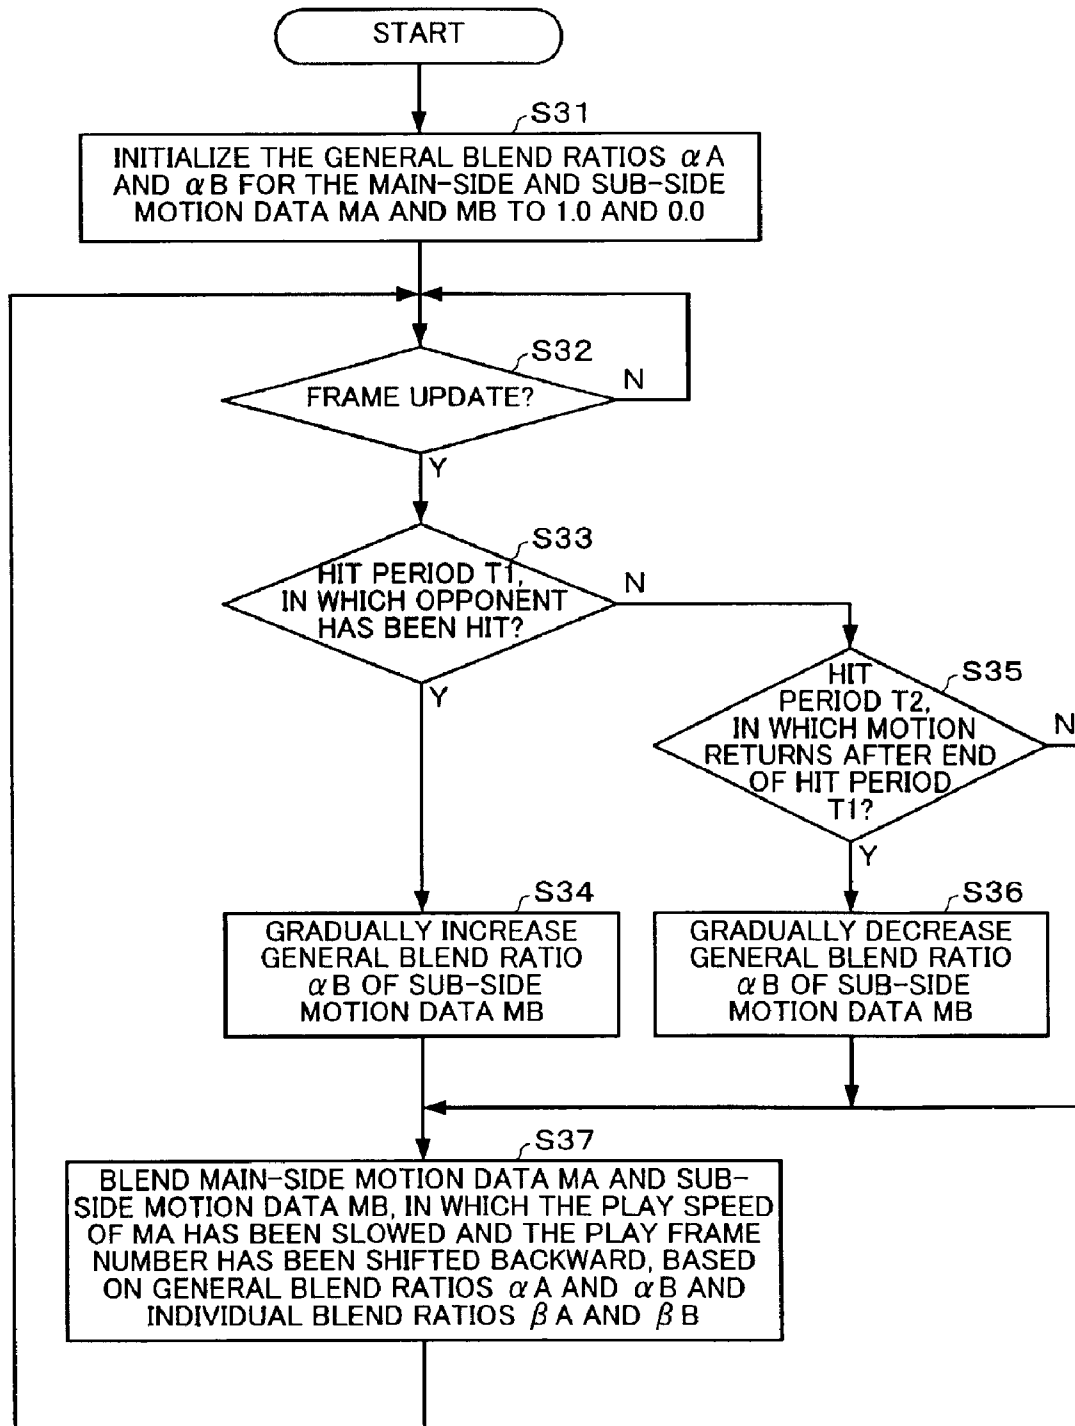 START
S31
INITIALIZE THE GENERAL BLEND RATIOS αA
AND αB FOR THE MAIN-SIDE AND SUB-SIDE
MOTION DATA MA AND MB TO 1.0 AND 0.0
S32
FRAME UPDATE?
N
Y
S33
HIT PERIOD T1,
IN WHICH OPPONENT
HAS BEEN HIT?
N
Y
S35
HIT
PERIOD T2,
IN WHICH MOTION
RETURNS AFTER END
OF HIT PERIOD
T1?
N
Y
S34
GRADUALLY INCREASE
GENERAL BLEND RATIO
αB OF SUB-SIDE
MOTION DATA MB
S36
GRADUALLY DECREASE
GENERAL BLEND RATIO
αB OF SUB-SIDE
MOTION DATA MB
S37
BLEND MAIN-SIDE MOTION DATA MA AND SUB-
SIDE MOTION DATA MB, IN WHICH THE PLAY SPEED
OF MA HAS BEEN SLOWED AND THE PLAY FRAME
NUMBER HAS BEEN SHIFTED BACKWARD, BASED
ON GENERAL BLEND RATIOS αA AND αB AND
INDIVIDUAL BLEND RATIOS βA AND βB